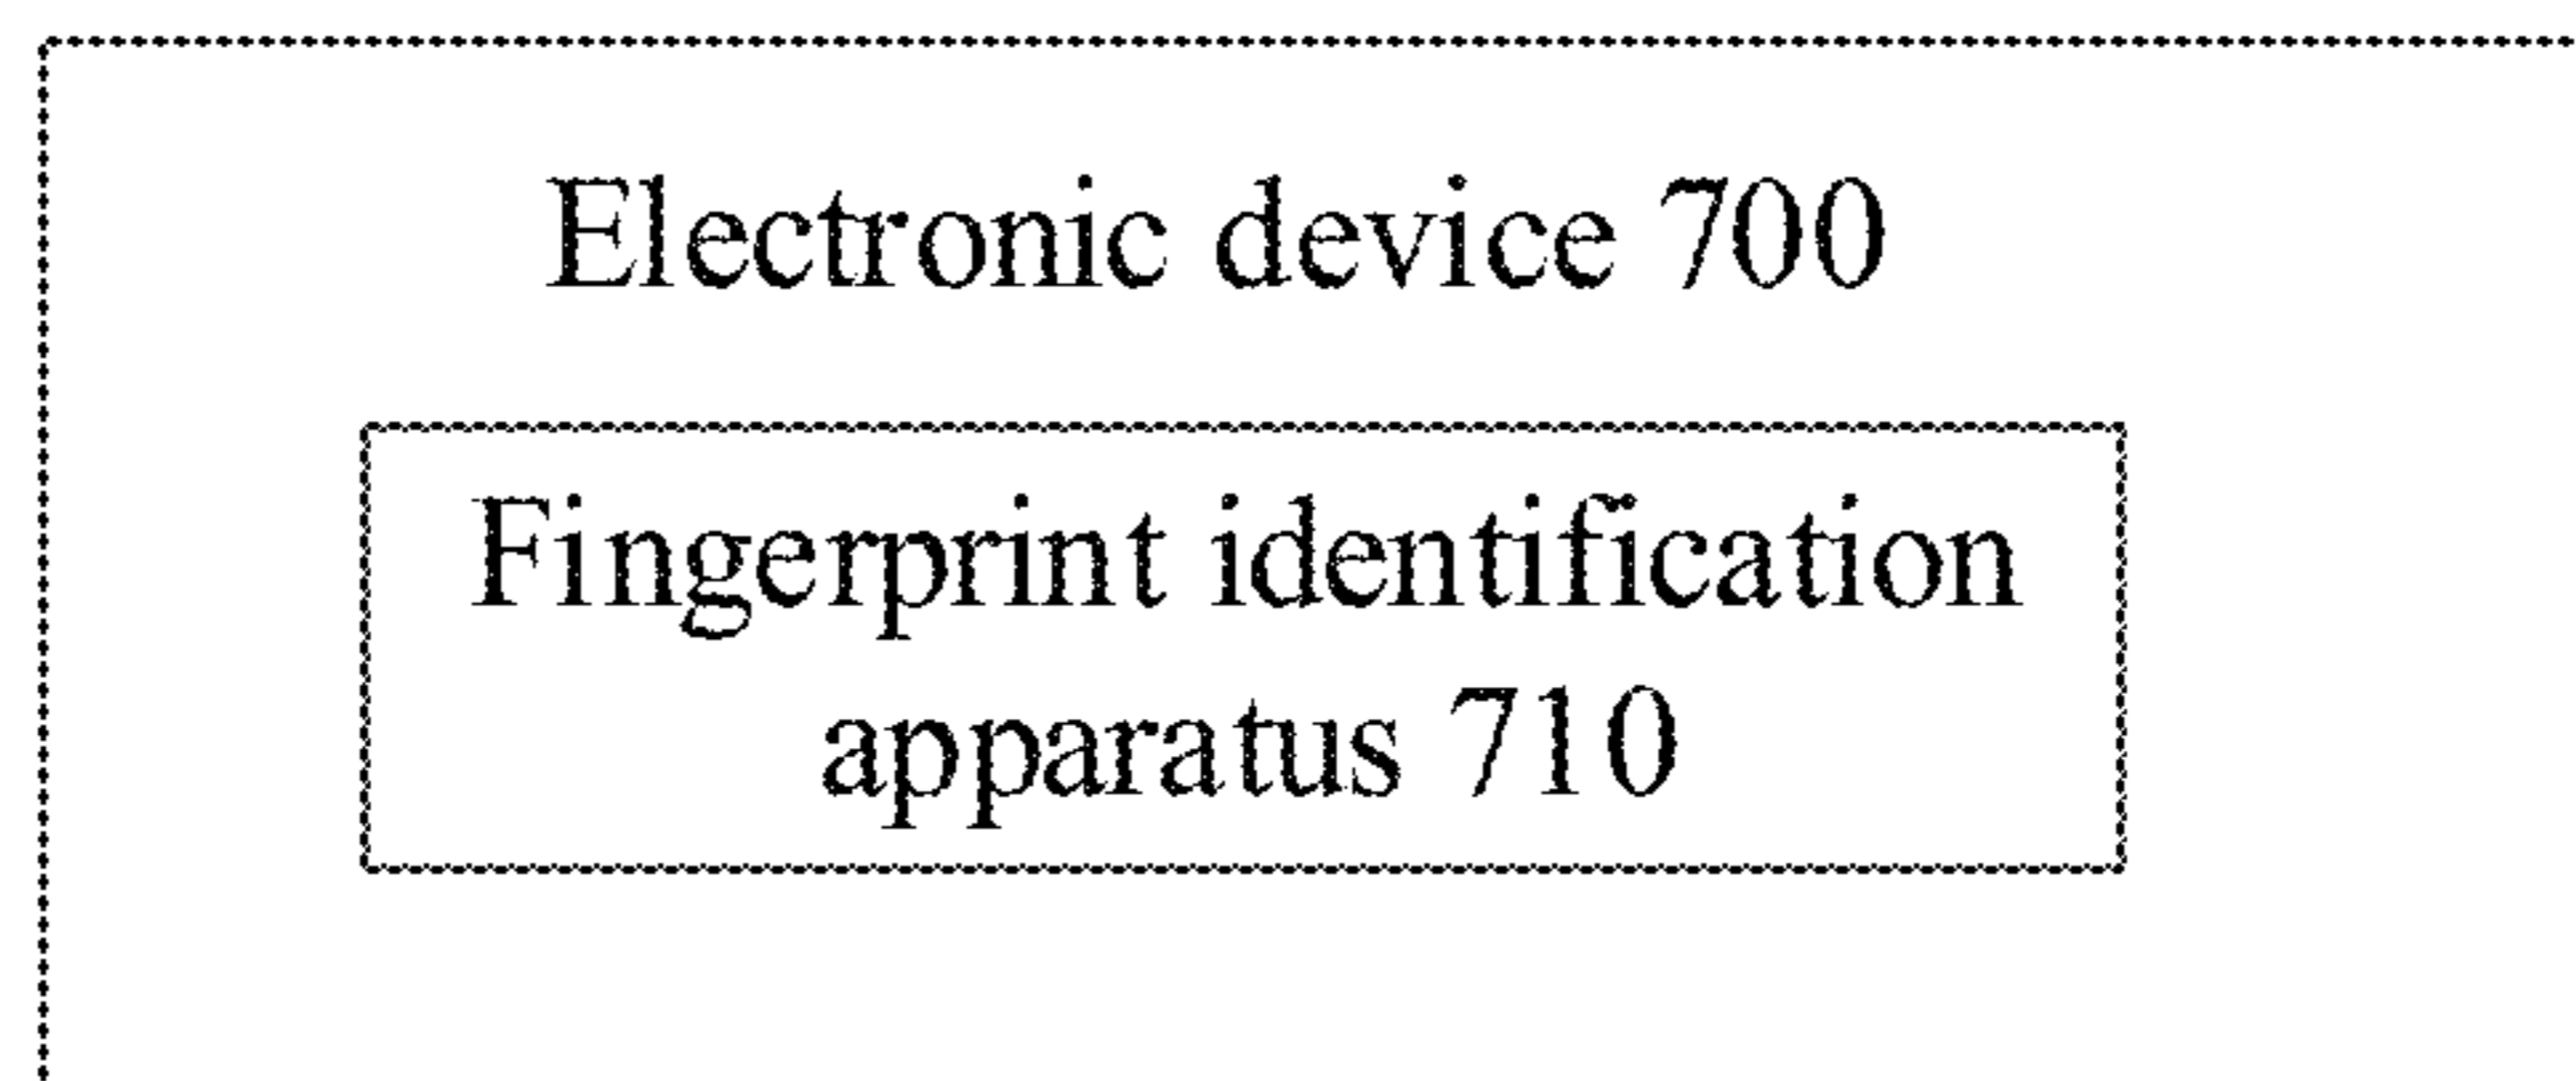 Electronic device 700
Fingerprint identification
apparatus 710